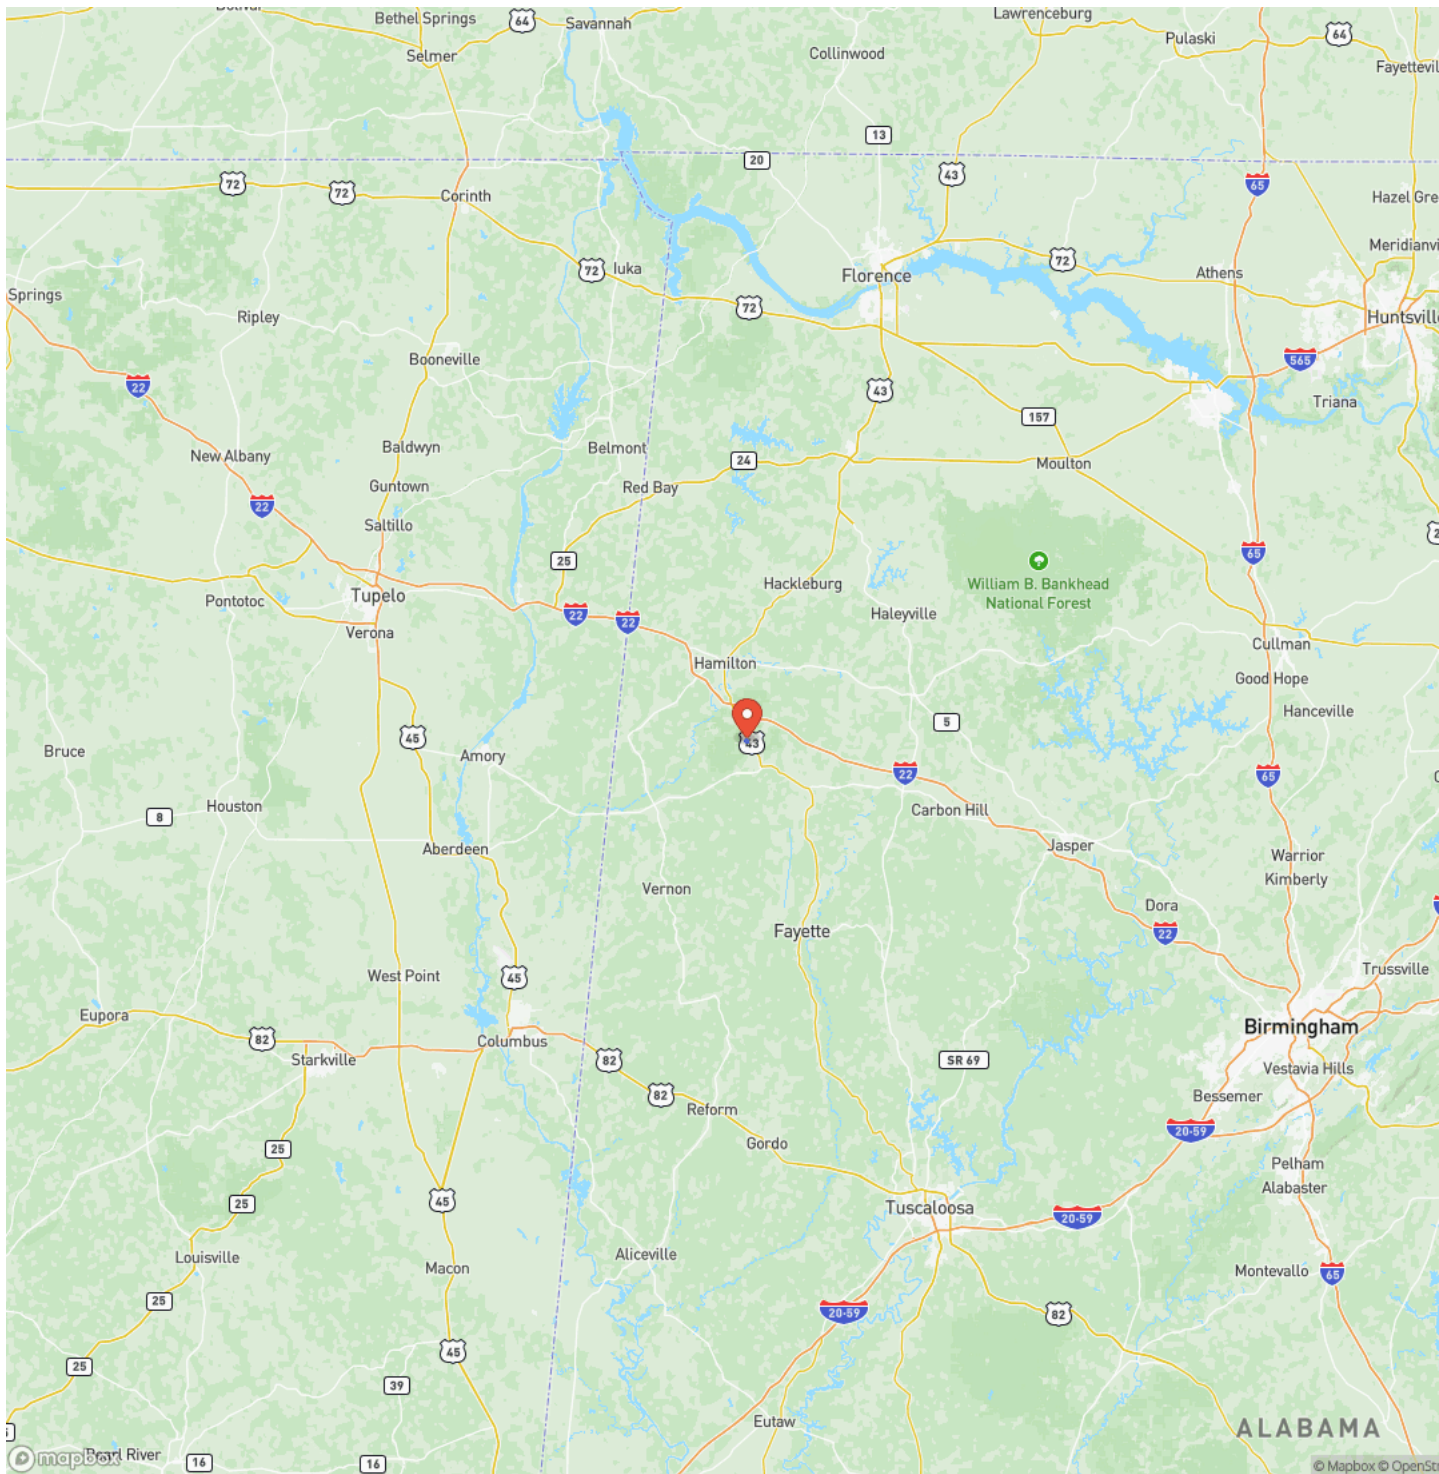 Bethel Springs
64
Savannah
Lawrenceburg
Selmer
Collinwood
Pulaski
64
13
20
72
72
Corinth
43
65
72
Iuka
Florence
72
Athens
Springs
Ripley
72
Booneville
565
22
43
Triana
157
New Albany
Baldwyn
Belmont
24
Moulton
Guntown
Red Bay
22
Saltillo
25
65
Hackleburg
William B. Bankhead
National Forest
Pontotoc
Tupelo
22
22
Haleyville
Verona
Cullman
Hamilton
Good Hope
Hanceville
5
Bruce
45
43
Amory
22
65
Houston
8
Carbon Hill
Aberdeen
Jasper
Warrior
Kimberly
Vernon
Dora
Fayette
22
West Point
45
Trussville
Eupora
82
Columbus
Birmingham
Starkville
82
SR 69
Vestavia Hills
82
Bessemer
Reform
20-59
25
Gordo
Pelham
Alabaster
25
45
Tuscaloosa
20-59
Louisville
Aliceville
Macon
Montevallo
65
25
20-59
82
45
25
39
Eutaw
ALABAMA
Pearl River
mapbox
16
16
© Mapbox © OpenStr